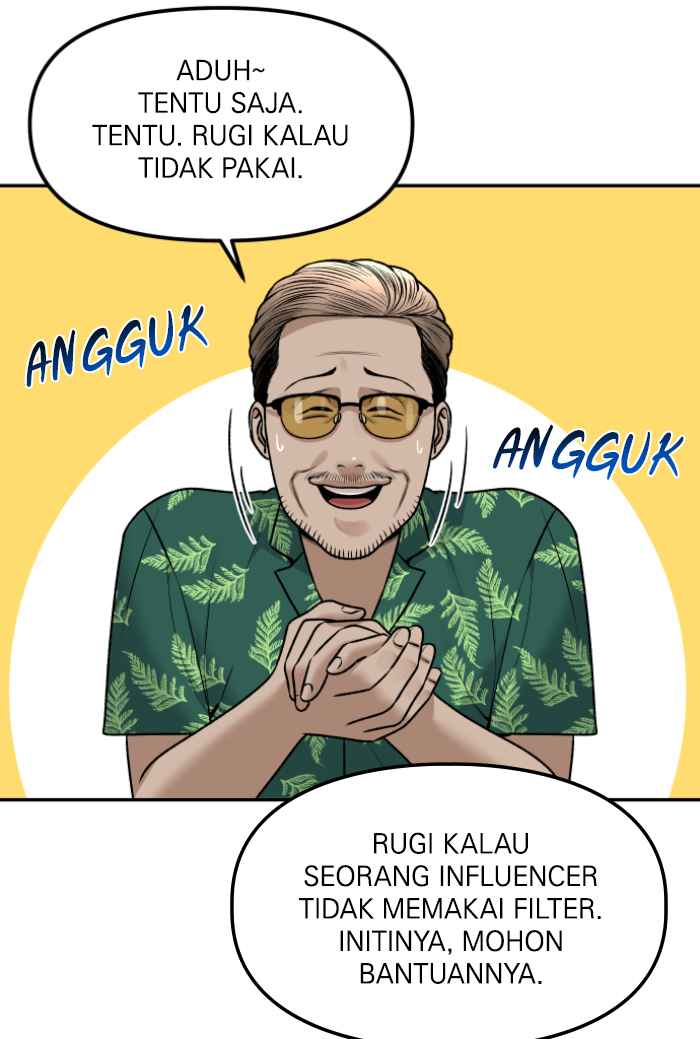 ADUH~
TENTU SAJA.
TENTU. RUGI KALAU
TIDAK PAKAI.
ANGGUK
ANGGUK
RUGI KALAU
SEORANG INFLUENCER
TIDAK MEMAKAI FILTER.
INITINYA, MOHON
BANTUANNYA.